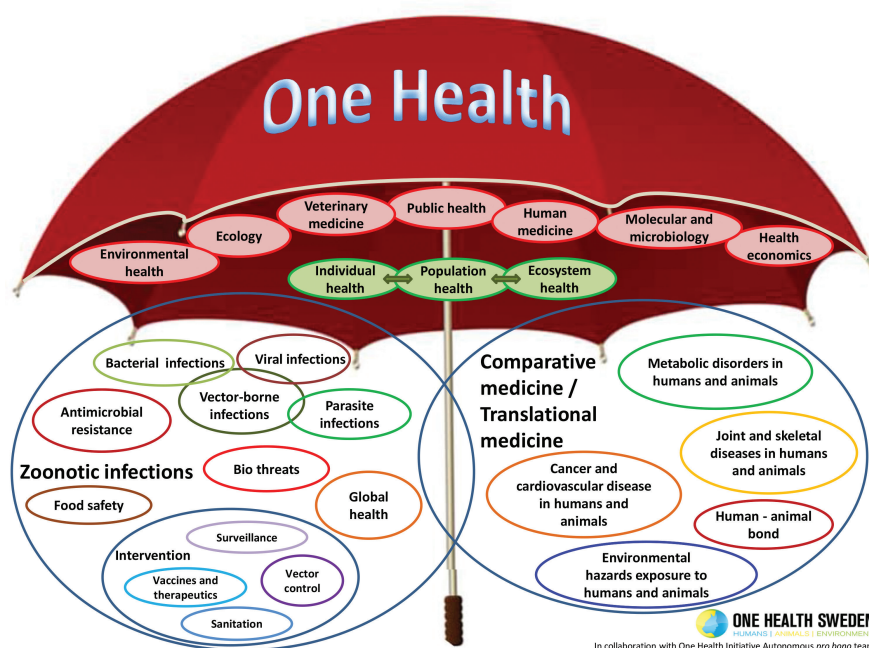 One Health
Environmental
health
Ecology
Veterinary
medicine
Public health
Human
medicine
Molecular and
microbiology
Health
economics
Individual
health
Population
health
Ecosystem
health
Bacterial infections
Viral infections
Vector-borne
infections
Parasite
infections
Antimicrobial
resistance
Zoonotic infections
Bio threats
Food safety
Global
health
Intervention
Surveillance
Vaccines and
therapeutics
Vector
control
Sanitation
Comparative
medicine /
Translational
medicine
Metabolic disorders in
humans and animals
Joint and skeletal
diseases in humans
and animals
Cancer and
cardiovascular disease
in humans and
animals
Human - animal
bond
Environmental
hazards exposure to
humans and animals
ONE HEALTH SWEDEN
HUMANS | ANIMALS | ENVIRONMENT
In collaboration with One Health Initiative Autonomous pro bono team